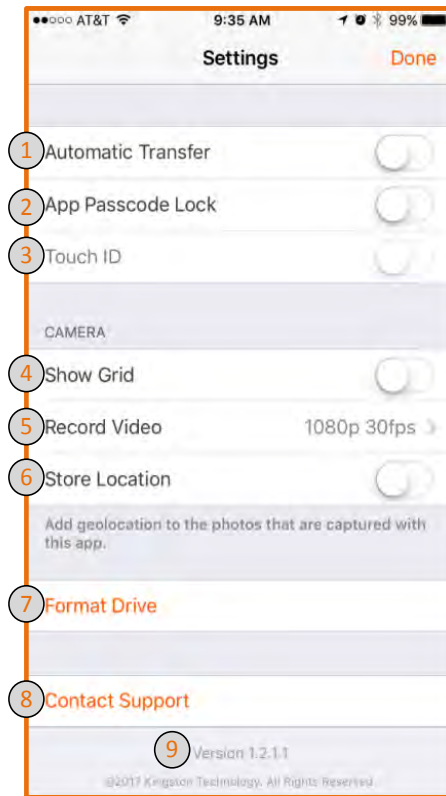 ●●○○○ AT&T 9:35 AM 99%
Settings Done
1 Automatic Transfer
2 App Passcode Lock
3 Touch ID
CAMERA
4 Show Grid
5 Record Video 1080p 30fps >
6 Store Location
Add geolocation to the photos that are captured with
this app.
7 Format Drive
8 Contact Support
9 Version 1.2.1.1
©2017 Kingston Technology. All Rights Reserved